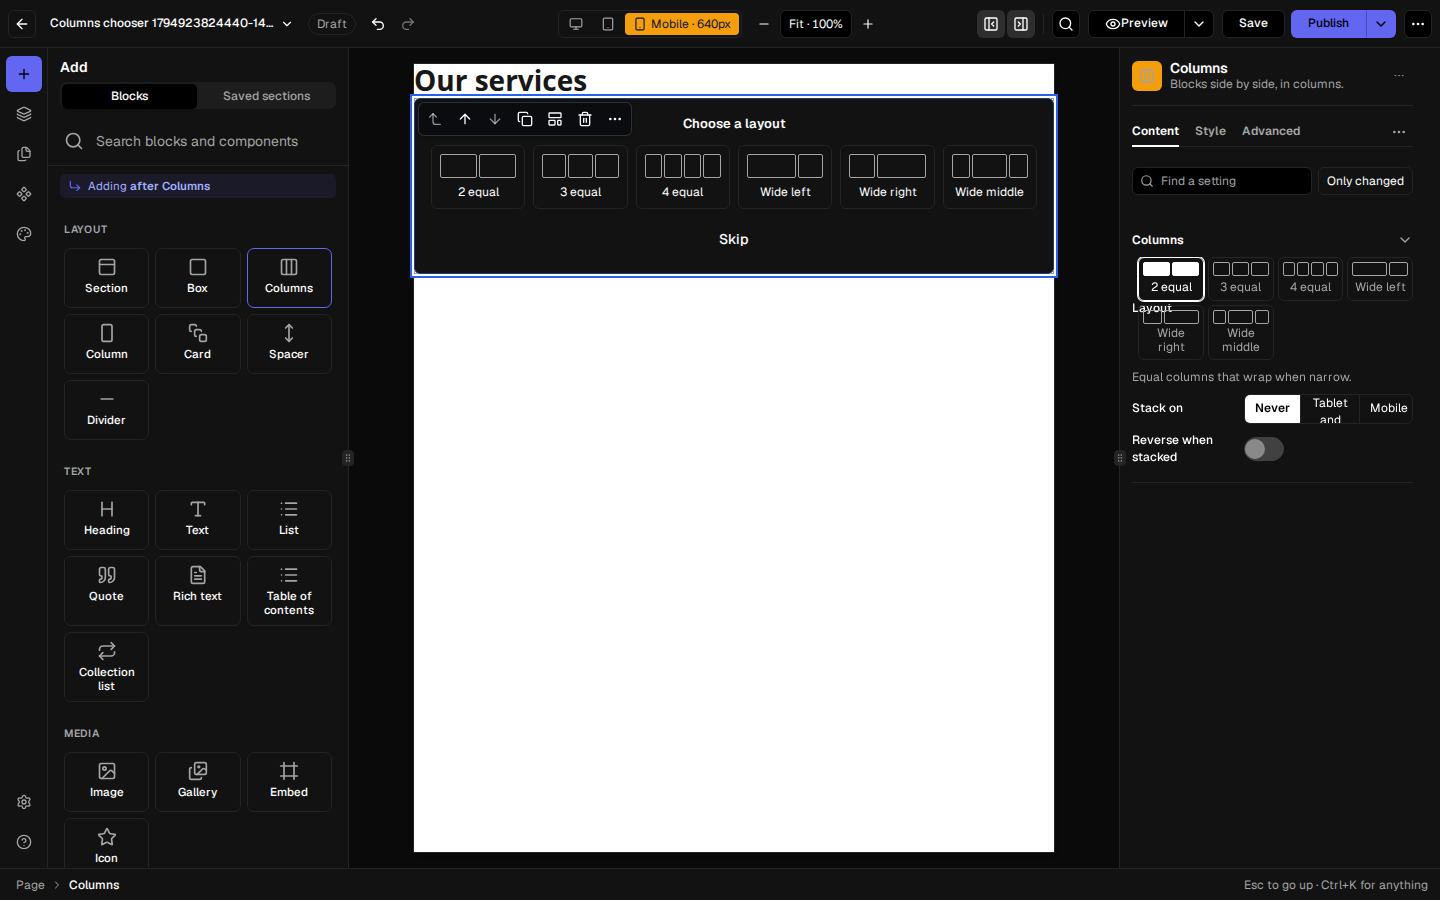 Columns chooser 1794923824440-14...
Draft
Mobile · 640px
Fit · 100%
Preview
Save
Publish
Add
Blocks
Saved sections
Search blocks and components
Adding after Columns
LAYOUT
Section
Box
Columns
Column
Card
Spacer
Divider
TEXT
Heading
Text
List
Quote
Rich text
Table of
contents
Collection
list
MEDIA
Image
Gallery
Embed
Icon
Our services
Choose a layout
2 equal
3 equal
4 equal
Wide left
Wide right
Wide middle
Skip
Columns
Blocks side by side, in columns.
Content
Style
Advanced
Find a setting
Only changed
Columns
2 equal
3 equal
4 equal
Wide left
Layout
Wide
right
Wide
middle
Equal columns that wrap when narrow.
Stack on
Never
Tablet
and
Mobile
Reverse when
stacked
Page
Columns
Esc to go up · Ctrl+K for anything